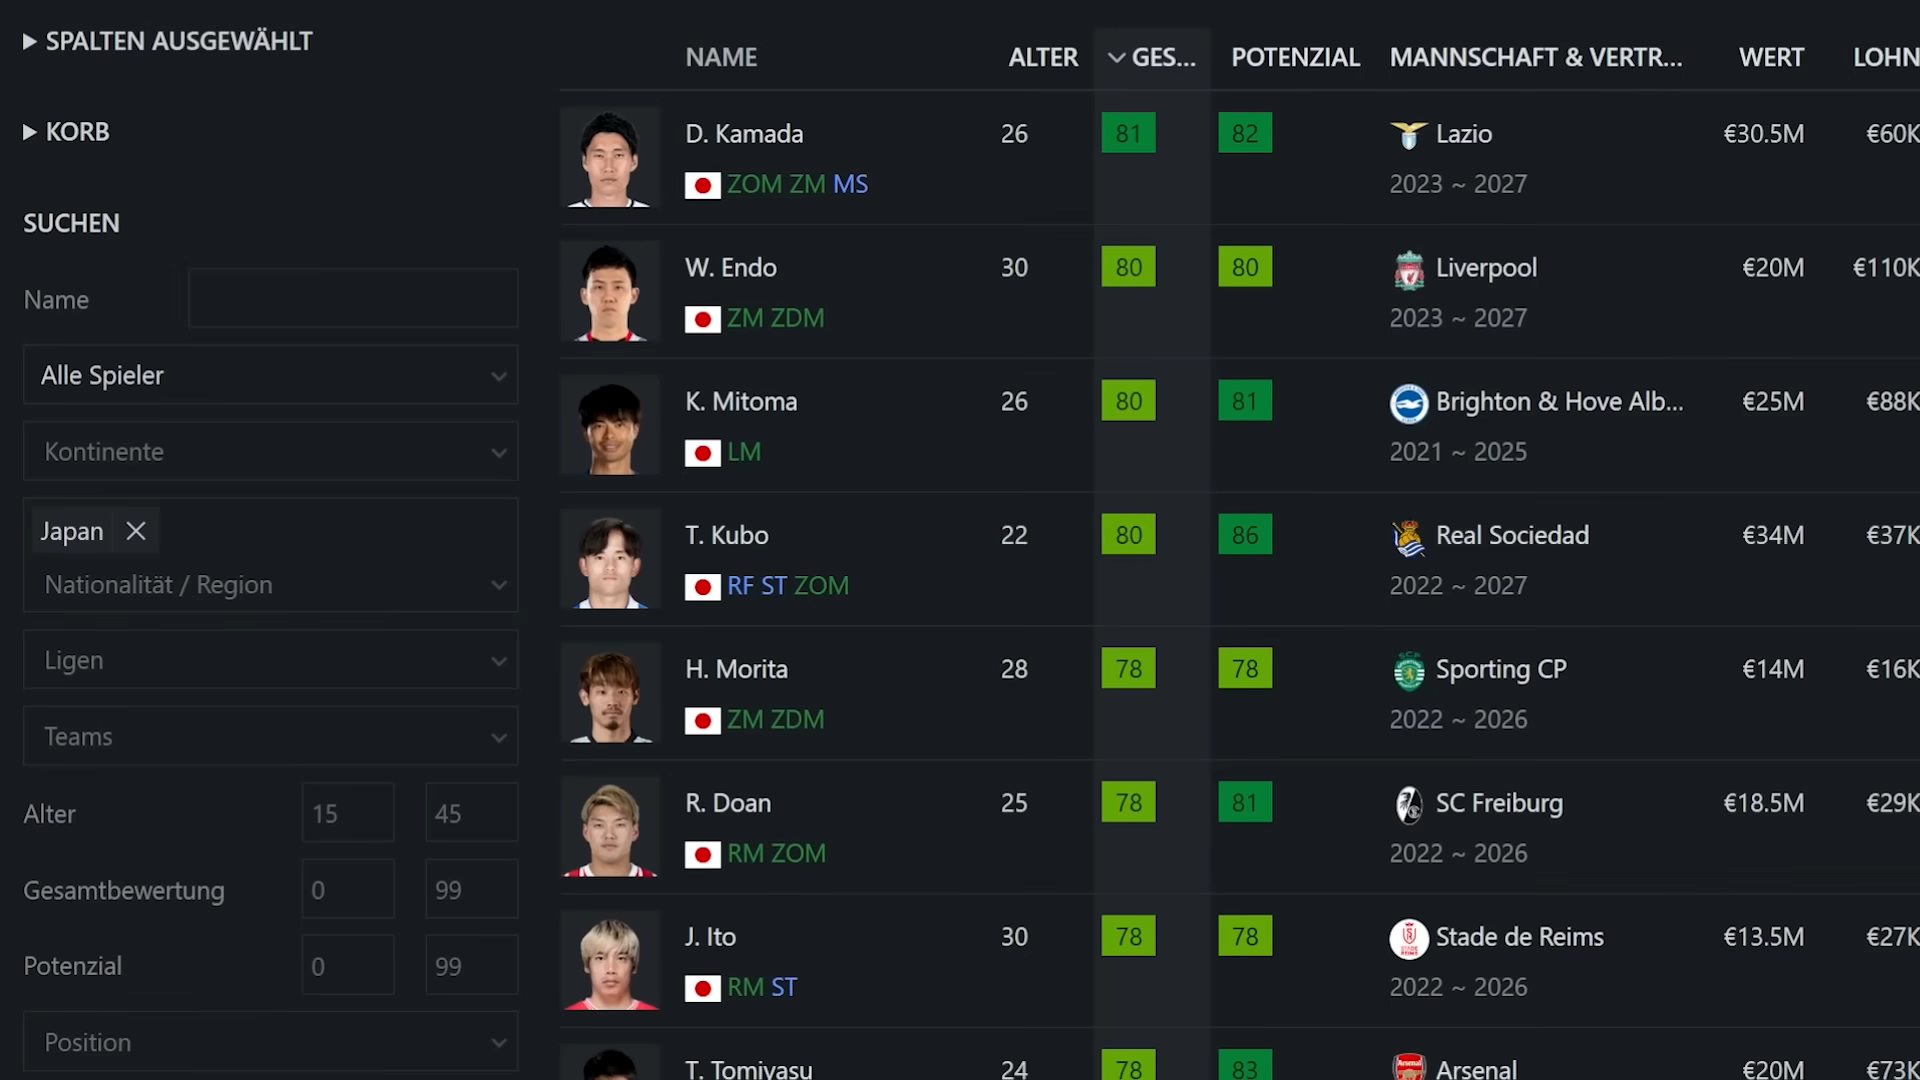 ▶ SPALTEN AUSGEWÄHLT
▶ KORB
SUCHEN
Name
Alle Spieler
Kontinente
Japan ✕
Nationalität / Region
Ligen
Teams
Alter 15 45
Gesamtbewertung 0 99
Potenzial 0 99
Position
NAME ALTER GES... POTENZIAL MANNSCHAFT & VERTR... WERT LOHN
D. Kamada 26 81 82 Lazio €30.5M €60K
ZOM ZM MS 2023 ~ 2027
W. Endo 30 80 80 Liverpool €20M €110K
ZM ZDM 2023 ~ 2027
K. Mitoma 26 80 81 Brighton & Hove Alb... €25M €88K
LM 2021 ~ 2025
T. Kubo 22 80 86 Real Sociedad €34M €37K
RF ST ZOM 2022 ~ 2027
H. Morita 28 78 78 Sporting CP €14M €16K
ZM ZDM 2022 ~ 2026
R. Doan 25 78 81 SC Freiburg €18.5M €29K
RM ZOM 2022 ~ 2026
J. Ito 30 78 78 Stade de Reims €13.5M €27K
RM ST 2022 ~ 2026
T. Tomiyasu 24 78 83 Arsenal €20M €73K